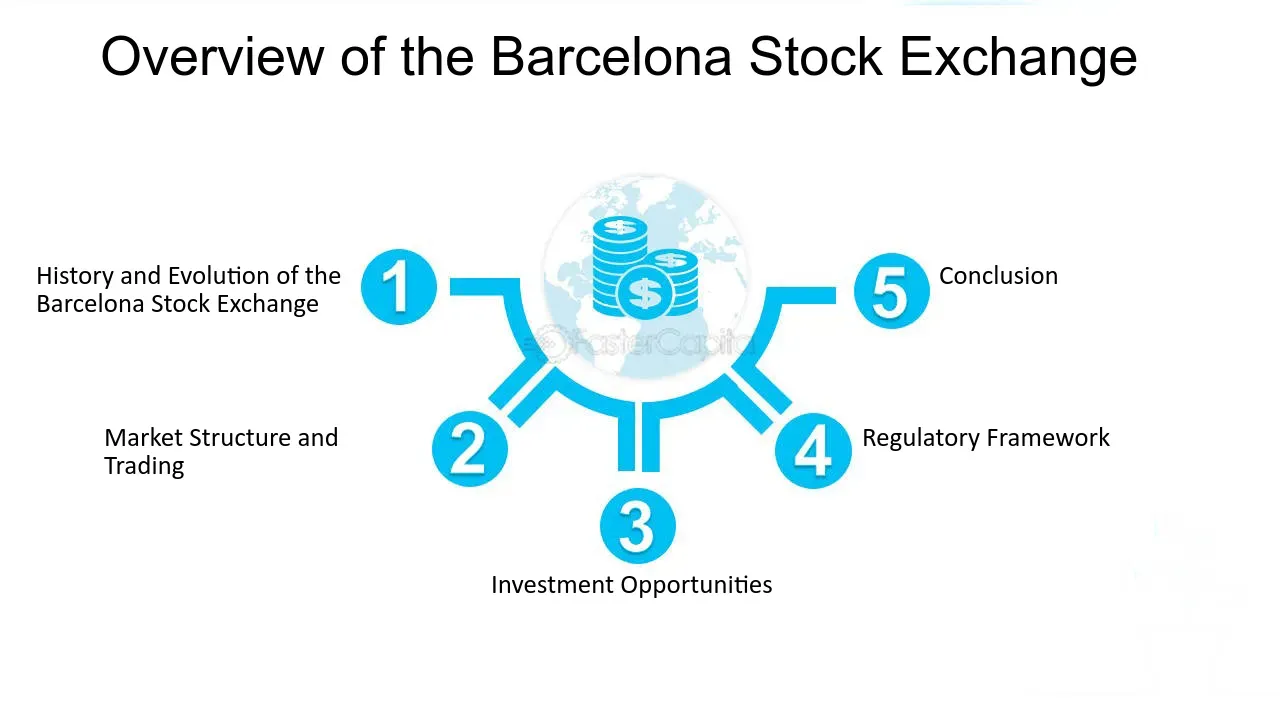 Overview of the Barcelona Stock Exchange
1
History and Evolution of the
Barcelona Stock Exchange
2
Market Structure and
Trading
3
Investment Opportunities
4
Regulatory Framework
5
Conclusion
$
$
$
FasterCapital